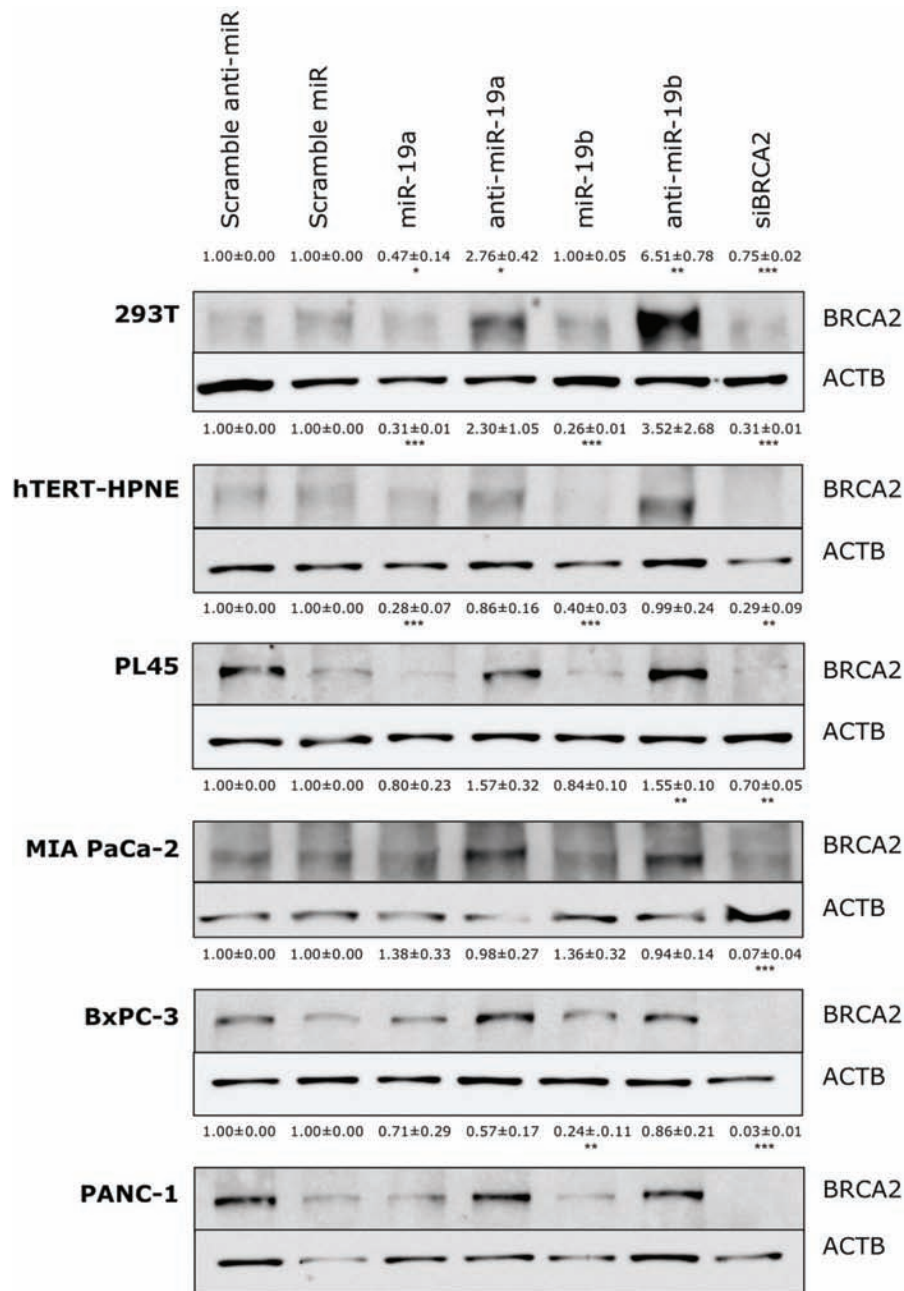 Scramble anti-miR
Scramble miR
miR-19a
anti-miR-19a
miR-19b
anti-miR-19b
siBRCA2
1.00±0.00 1.00±0.00 0.47±0.14 2.76±0.42 1.00±0.05 6.51±0.78 0.75±0.02
* * ** ***
293T BRCA2
ACTB
1.00±0.00 1.00±0.00 0.31±0.01 2.30±1.05 0.26±0.01 3.52±2.68 0.31±0.01
*** *** ***
hTERT-HPNE BRCA2
ACTB
1.00±0.00 1.00±0.00 0.28±0.07 0.86±0.16 0.40±0.03 0.99±0.24 0.29±0.09
*** *** **
PL45 BRCA2
ACTB
1.00±0.00 1.00±0.00 0.80±0.23 1.57±0.32 0.84±0.10 1.55±0.10 0.70±0.05
** **
MIA PaCa-2 BRCA2
ACTB
1.00±0.00 1.00±0.00 1.38±0.33 0.98±0.27 1.36±0.32 0.94±0.14 0.07±0.04
***
BxPC-3 BRCA2
ACTB
1.00±0.00 1.00±0.00 0.71±0.29 0.57±0.17 0.24±.0.11 0.86±0.21 0.03±0.01
** ***
PANC-1 BRCA2
ACTB